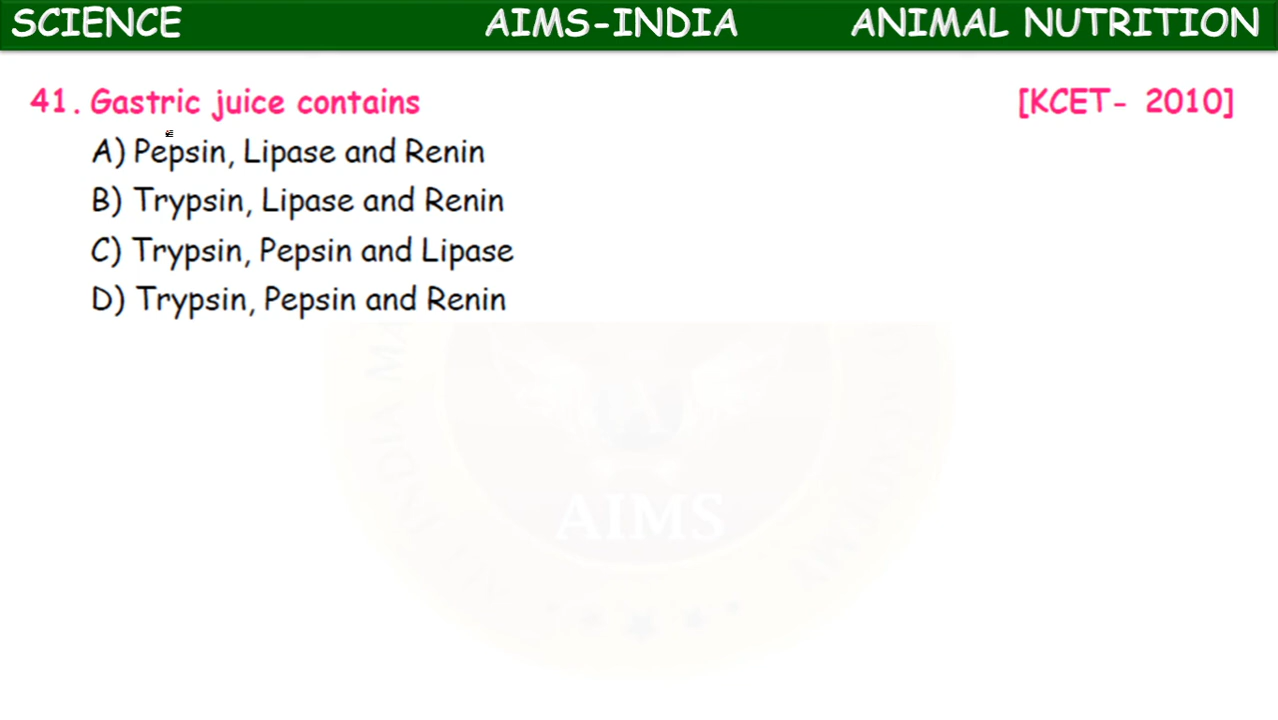 SCIENCE AIMS-INDIA ANIMAL NUTRITION
41. Gastric juice contains [KCET- 2010]
A) Pepsin, Lipase and Renin
B) Trypsin, Lipase and Renin
C) Trypsin, Pepsin and Lipase
D) Trypsin, Pepsin and Renin
AIMS